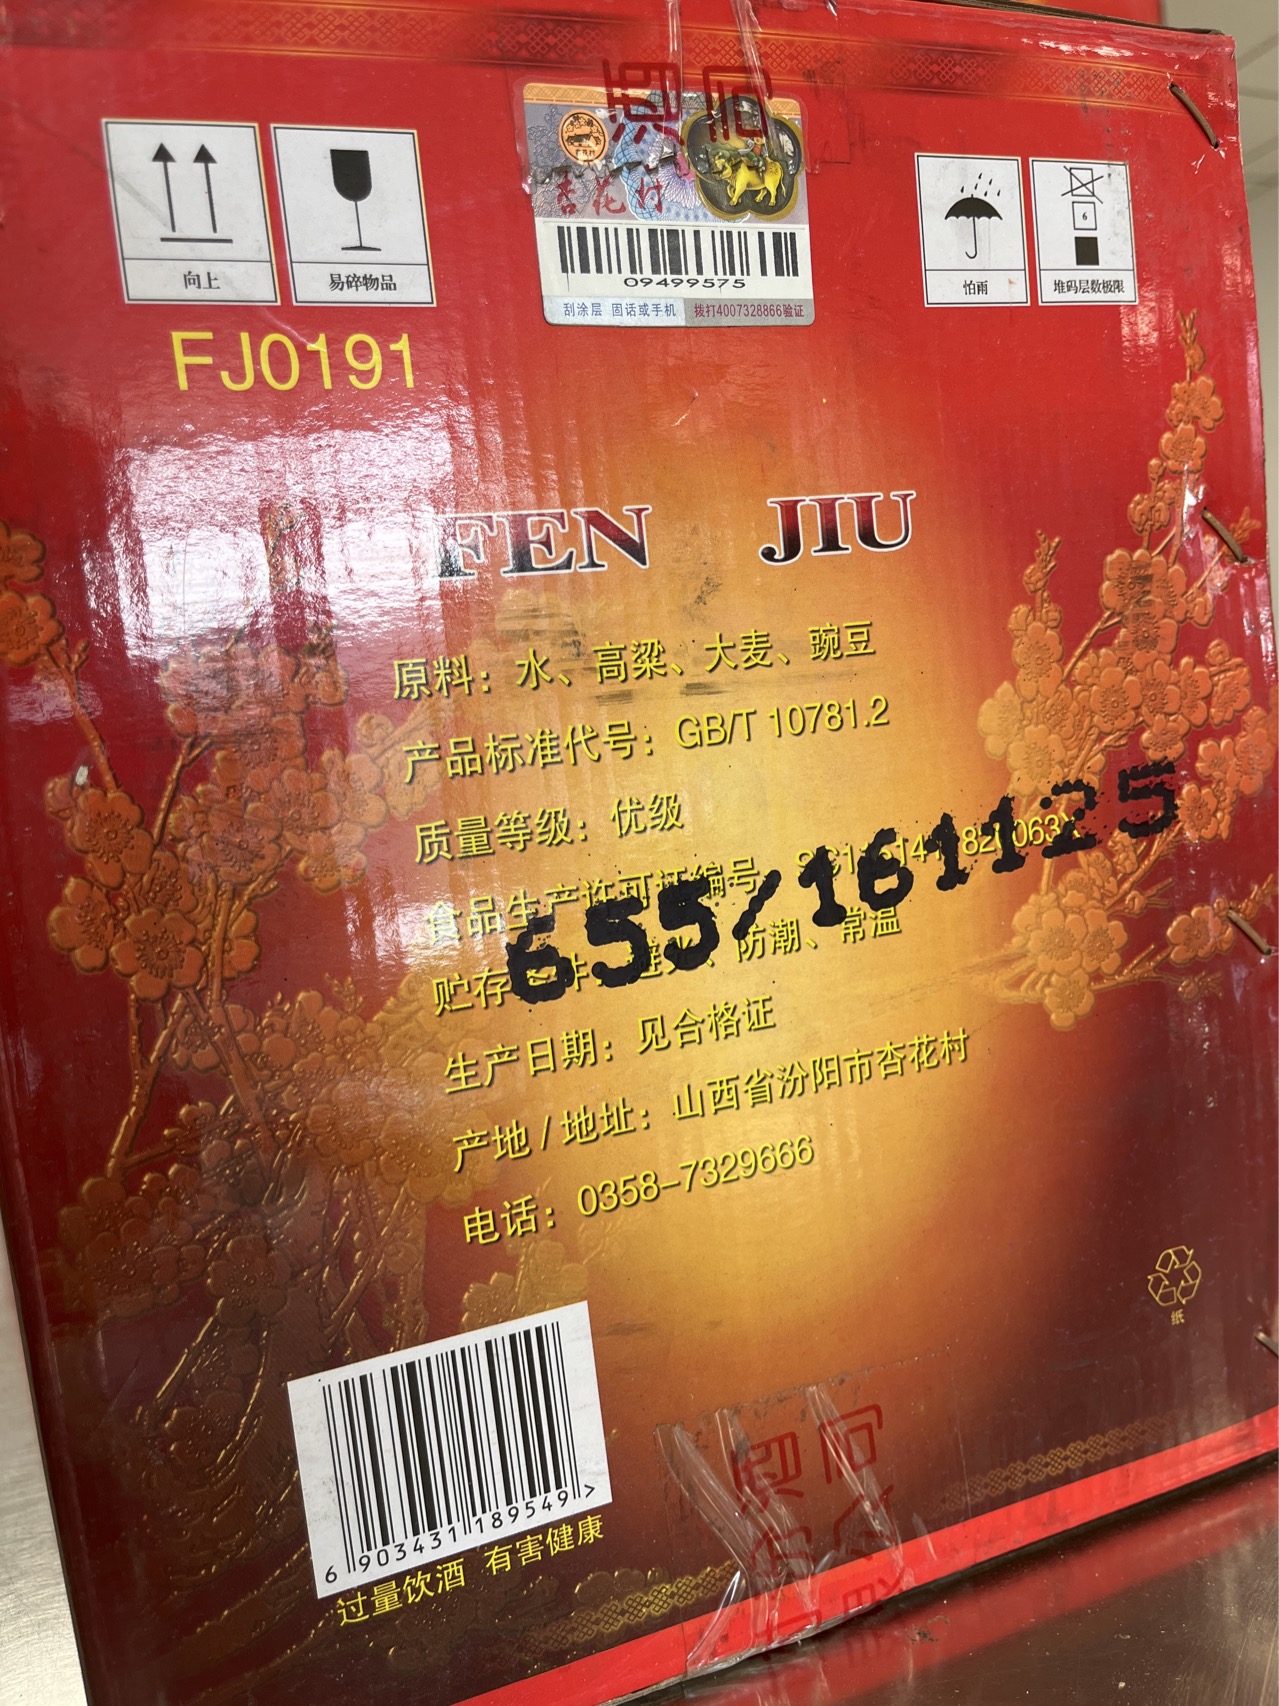 杏花村
09499575
刮涂层 固话或手机 拨打4007328866验证
向上
易碎物品
怕雨
6
堆码层数极限
FJ0191
FEN JIU
原料：水、高粱、大麦、豌豆
产品标准代号：GB/T 10781.2
质量等级：优级
食品生产许可证编号
655/161125
贮存 防潮、常温
生产日期：见合格证
产地/地址：山西省汾阳市杏花村
电话：0358-7329666
纸
6 903431 189549 >
过量饮酒 有害健康